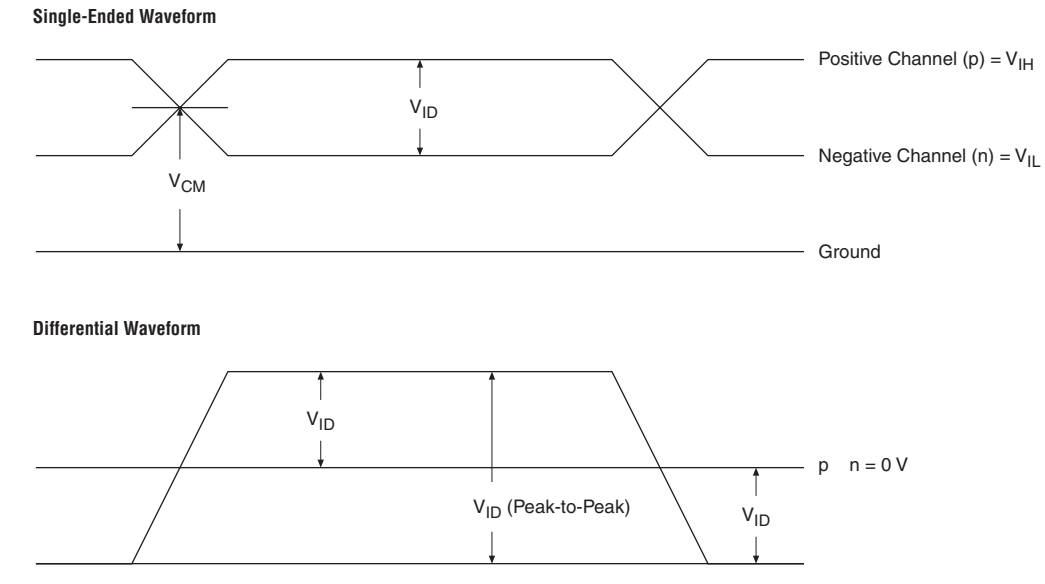 Single-Ended Waveform
Positive Channel (p) = VIH
VID
Negative Channel (n) = VIL
VCM
Ground
Differential Waveform
VID
p n = 0 V
VID (Peak-to-Peak)
VID